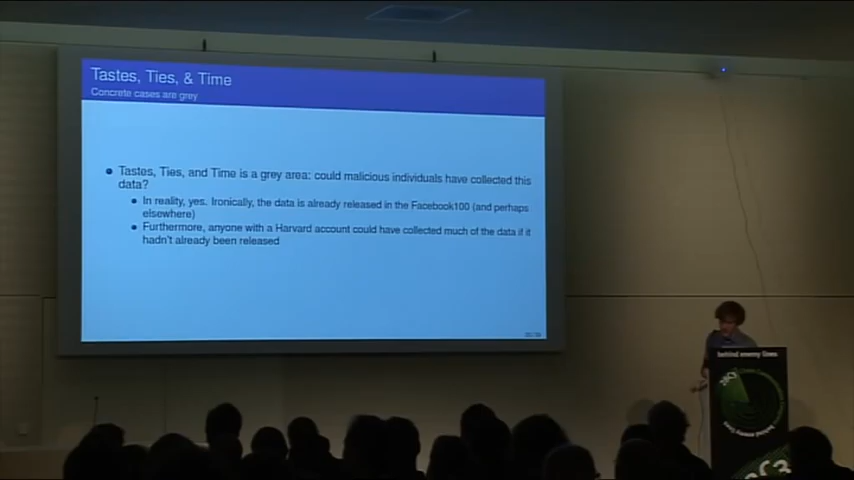 Tastes, Ties, & Time
Concrete cases are grey
Tastes, Ties, and Time is a grey area: could malicious individuals have collected this
data?
In reality, yes. Ironically, the data is already released in the Facebook100 (and perhaps
elsewhere)
Furthermore, anyone with a Harvard account could have collected much of the data if it
hadn't already been released
behind enemy lines
28C3